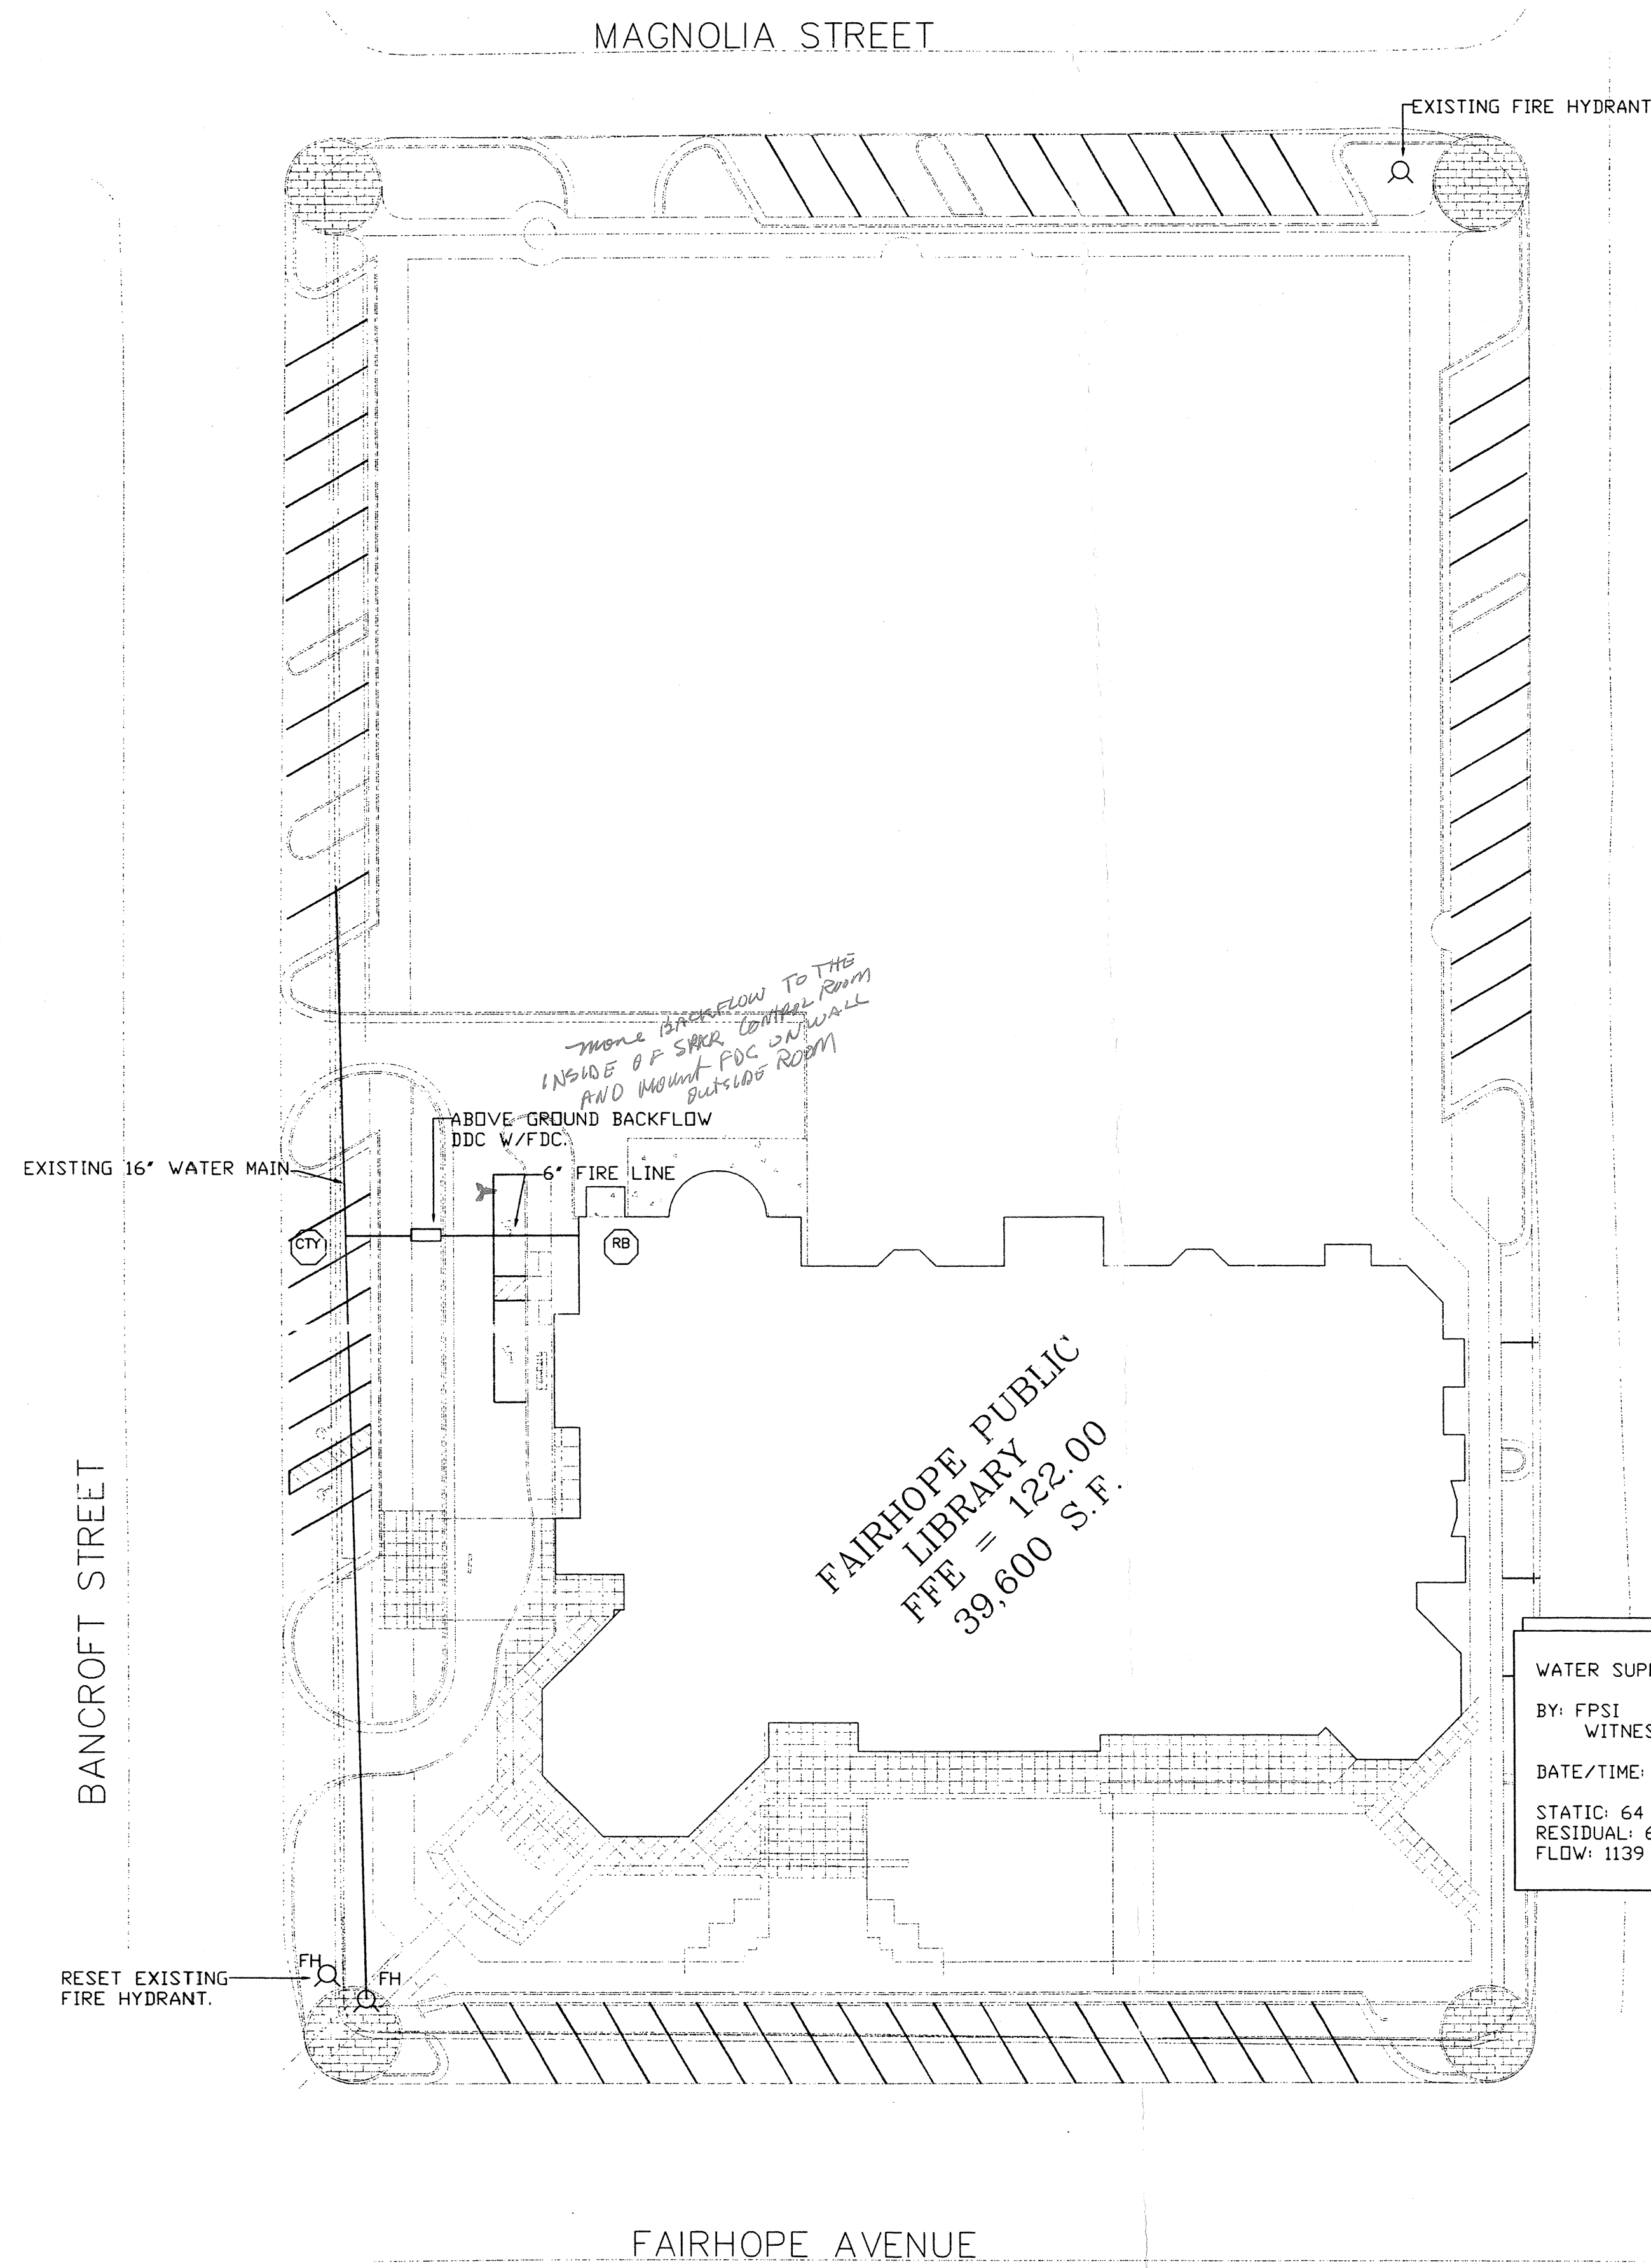 MAGNOLIA STREET
EXISTING FIRE HYDRANT
MOVE BACKFLOW TO THE
INSIDE OF SPKR CONTROL ROOM
AND MOUNT FDC ON WALL
OUTSIDE ROOM
ABOVE GROUND BACKFLOW
DDC W/FDC.
EXISTING 16" WATER MAIN
6" FIRE LINE
CTY
RB
FAIRHOPE PUBLIC
LIBRARY
FFE = 122.00
39,600 S.F.
BANCROFT STREET
WATER SUP
BY: FPSI
WITNES
DATE/TIME:
STATIC: 64
RESIDUAL: 6
FLOW: 1139
FH
FH
RESET EXISTING
FIRE HYDRANT.
FAIRHOPE AVENUE